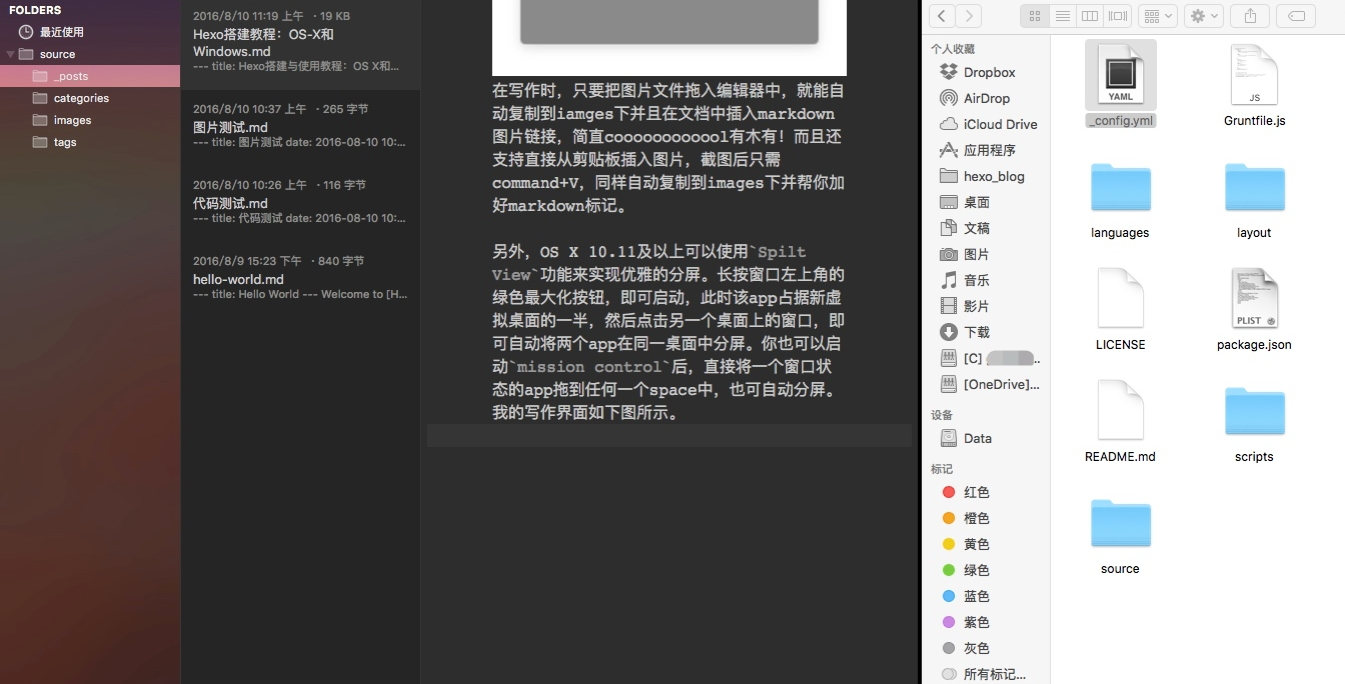 FOLDERS
最近使用
source
_posts
categories
images
tags
2016/8/10 11:19 上午 · 19 KB
Hexo搭建教程：OS-X和
Windows.md
--- title: Hexo搭建与使用教程：OS X和...
2016/8/10 10:37 上午 · 265 字节
图片测试.md
--- title: 图片测试 date: 2016-08-10 10:...
2016/8/10 10:26 上午 · 116 字节
代码测试.md
--- title: 代码测试 date: 2016-08-10 10:...
2016/8/9 15:23 下午 · 840 字节
hello-world.md
--- title: Hello World --- Welcome to [H...
在写作时，只要把图片文件拖入编辑器中，就能自
动复制到iamges下并且在文档中插入markdown
图片链接，简直coooooooooool有木有！而且还
支持直接从剪贴板插入图片，截图后只需
command+V，同样自动复制到images下并帮你加
好markdown标记。
另外，OS X 10.11及以上可以使用`Spilt
View`功能来实现优雅的分屏。长按窗口左上角的
绿色最大化按钮，即可启动，此时该app占据新虚
拟桌面的一半，然后点击另一个桌面上的窗口，即
可自动将两个app在同一桌面中分屏。你也可以启
动`mission control`后，直接将一个窗口状
态的app拖到任何一个space中，也可自动分屏。
我的写作界面如下图所示。
个人收藏
Dropbox
AirDrop
iCloud Drive
应用程序
hexo_blog
桌面
文稿
图片
音乐
影片
下载
[C] ...
[OneDrive]...
设备
Data
标记
红色
橙色
黄色
绿色
蓝色
紫色
灰色
所有标记...
YAML
_config.yml
JS
Gruntfile.js
languages
layout
LICENSE
PLIST
package.json
README.md
scripts
source